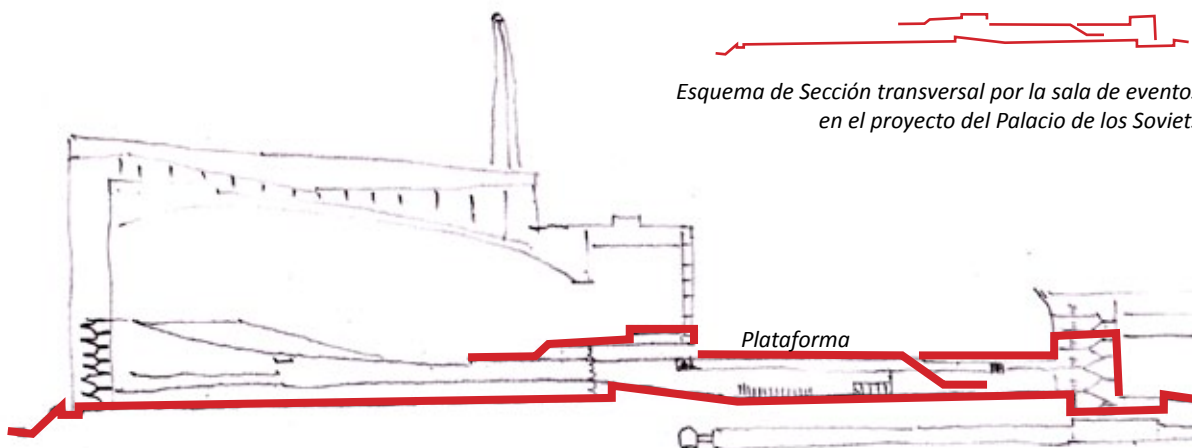 Esquema de Sección transversal por la sala de eventos
en el proyecto del Palacio de los Soviets
Plataforma